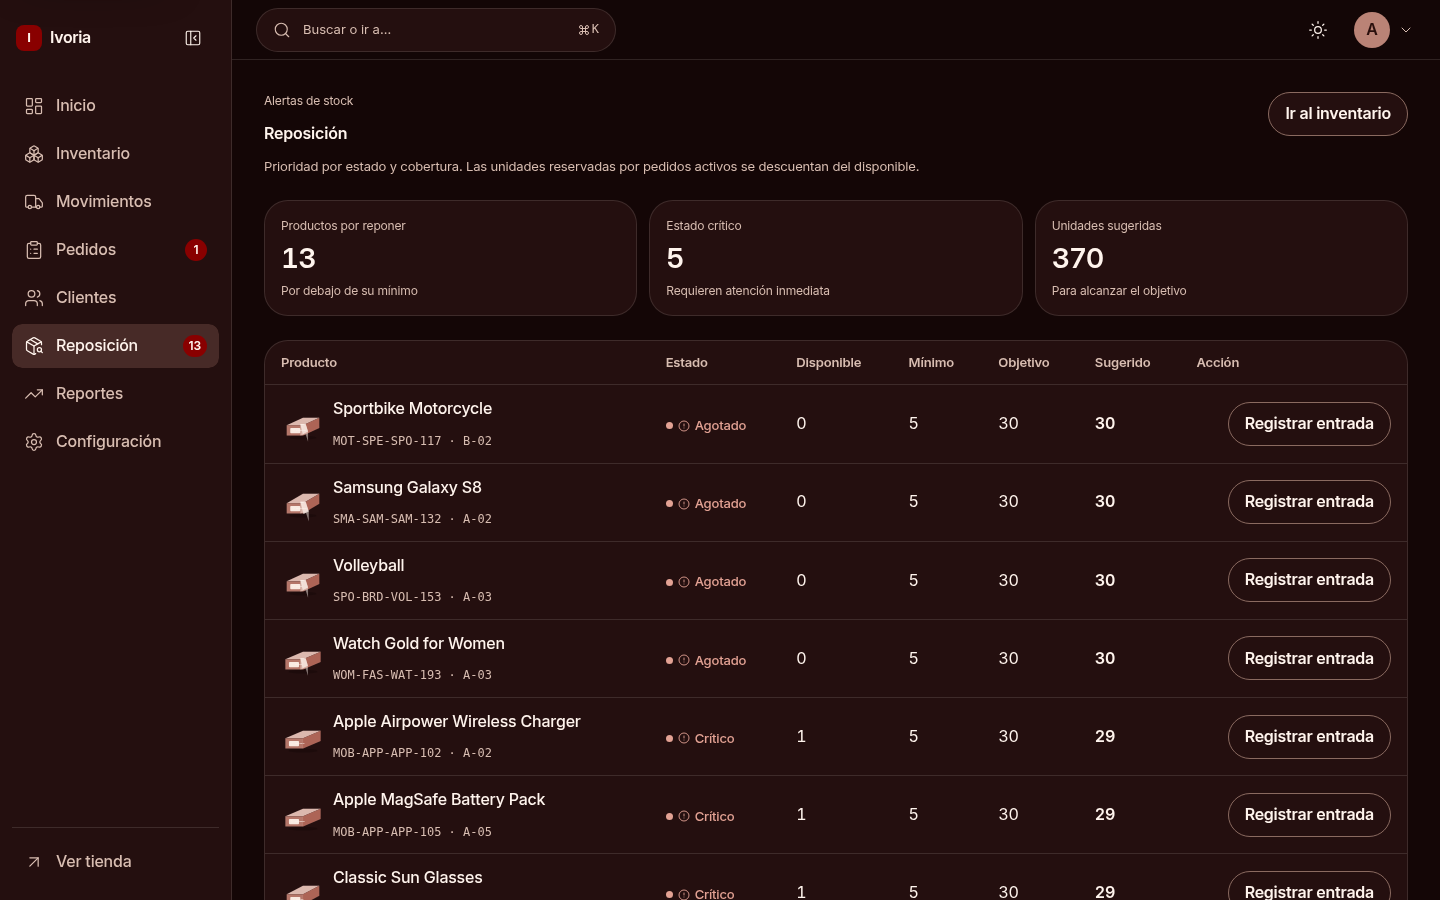 I Ivoria
Buscar o ir a... ⌘K
A
Inicio
Inventario
Movimientos
Pedidos 1
Clientes
Reposición 13
Reportes
Configuración
Ver tienda
Alertas de stock
Reposición
Prioridad por estado y cobertura. Las unidades reservadas por pedidos activos se descuentan del disponible.
Ir al inventario
Productos por reponer
13
Por debajo de su mínimo
Estado crítico
5
Requieren atención inmediata
Unidades sugeridas
370
Para alcanzar el objetivo
Producto Estado Disponible Mínimo Objetivo Sugerido Acción
Sportbike Motorcycle
MOT-SPE-SPO-117 · B-02
Agotado 0 5 30 30 Registrar entrada
Samsung Galaxy S8
SMA-SAM-SAM-132 · A-02
Agotado 0 5 30 30 Registrar entrada
Volleyball
SPO-BRD-VOL-153 · A-03
Agotado 0 5 30 30 Registrar entrada
Watch Gold for Women
WOM-FAS-WAT-193 · A-03
Agotado 0 5 30 30 Registrar entrada
Apple Airpower Wireless Charger
MOB-APP-APP-102 · A-02
Crítico 1 5 30 29 Registrar entrada
Apple MagSafe Battery Pack
MOB-APP-APP-105 · A-05
Crítico 1 5 30 29 Registrar entrada
Classic Sun Glasses
Crítico 1 5 30 29 Registrar entrada